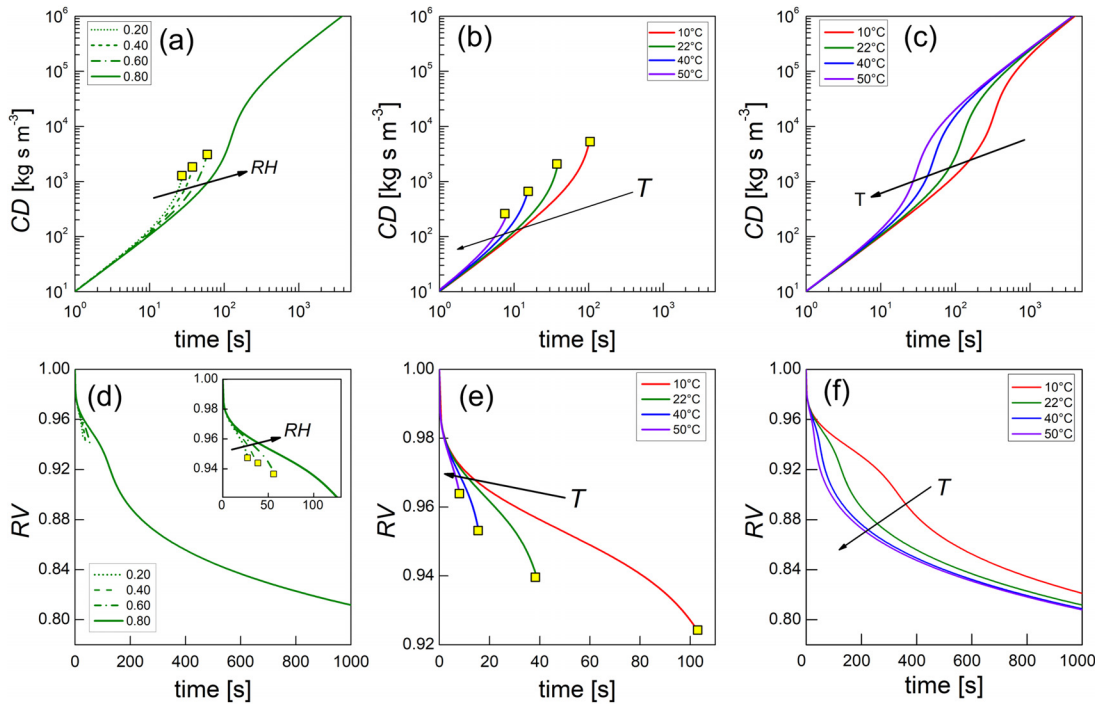 (a)
0.20
0.40
0.60
0.80
RH
CD [kg s m⁻³]
10⁶
10⁵
10⁴
10³
10²
10¹
10⁰ 10¹ 10² 10³
time [s]
(b)
10°C
22°C
40°C
50°C
T
CD [kg s m⁻³]
10⁶
10⁵
10⁴
10³
10²
10¹
10⁰ 10¹ 10² 10³
time [s]
(c)
10°C
22°C
40°C
50°C
T
CD [kg s m⁻³]
10⁶
10⁵
10⁴
10³
10²
10¹
10⁰ 10¹ 10² 10³
time [s]
(d)
RV
1.00
0.96
0.92
0.88
0.84
0.80
1.00
0.98
0.96
0.94
RH
0 50 100
0.20
0.40
0.60
0.80
0 200 400 600 800 1000
time [s]
(e)
10°C
22°C
40°C
50°C
T
RV
1.00
0.98
0.96
0.94
0.92
0 20 40 60 80 100
time [s]
(f)
10°C
22°C
40°C
50°C
T
RV
1.00
0.96
0.92
0.88
0.84
0.80
0 200 400 600 800 1000
time [s]